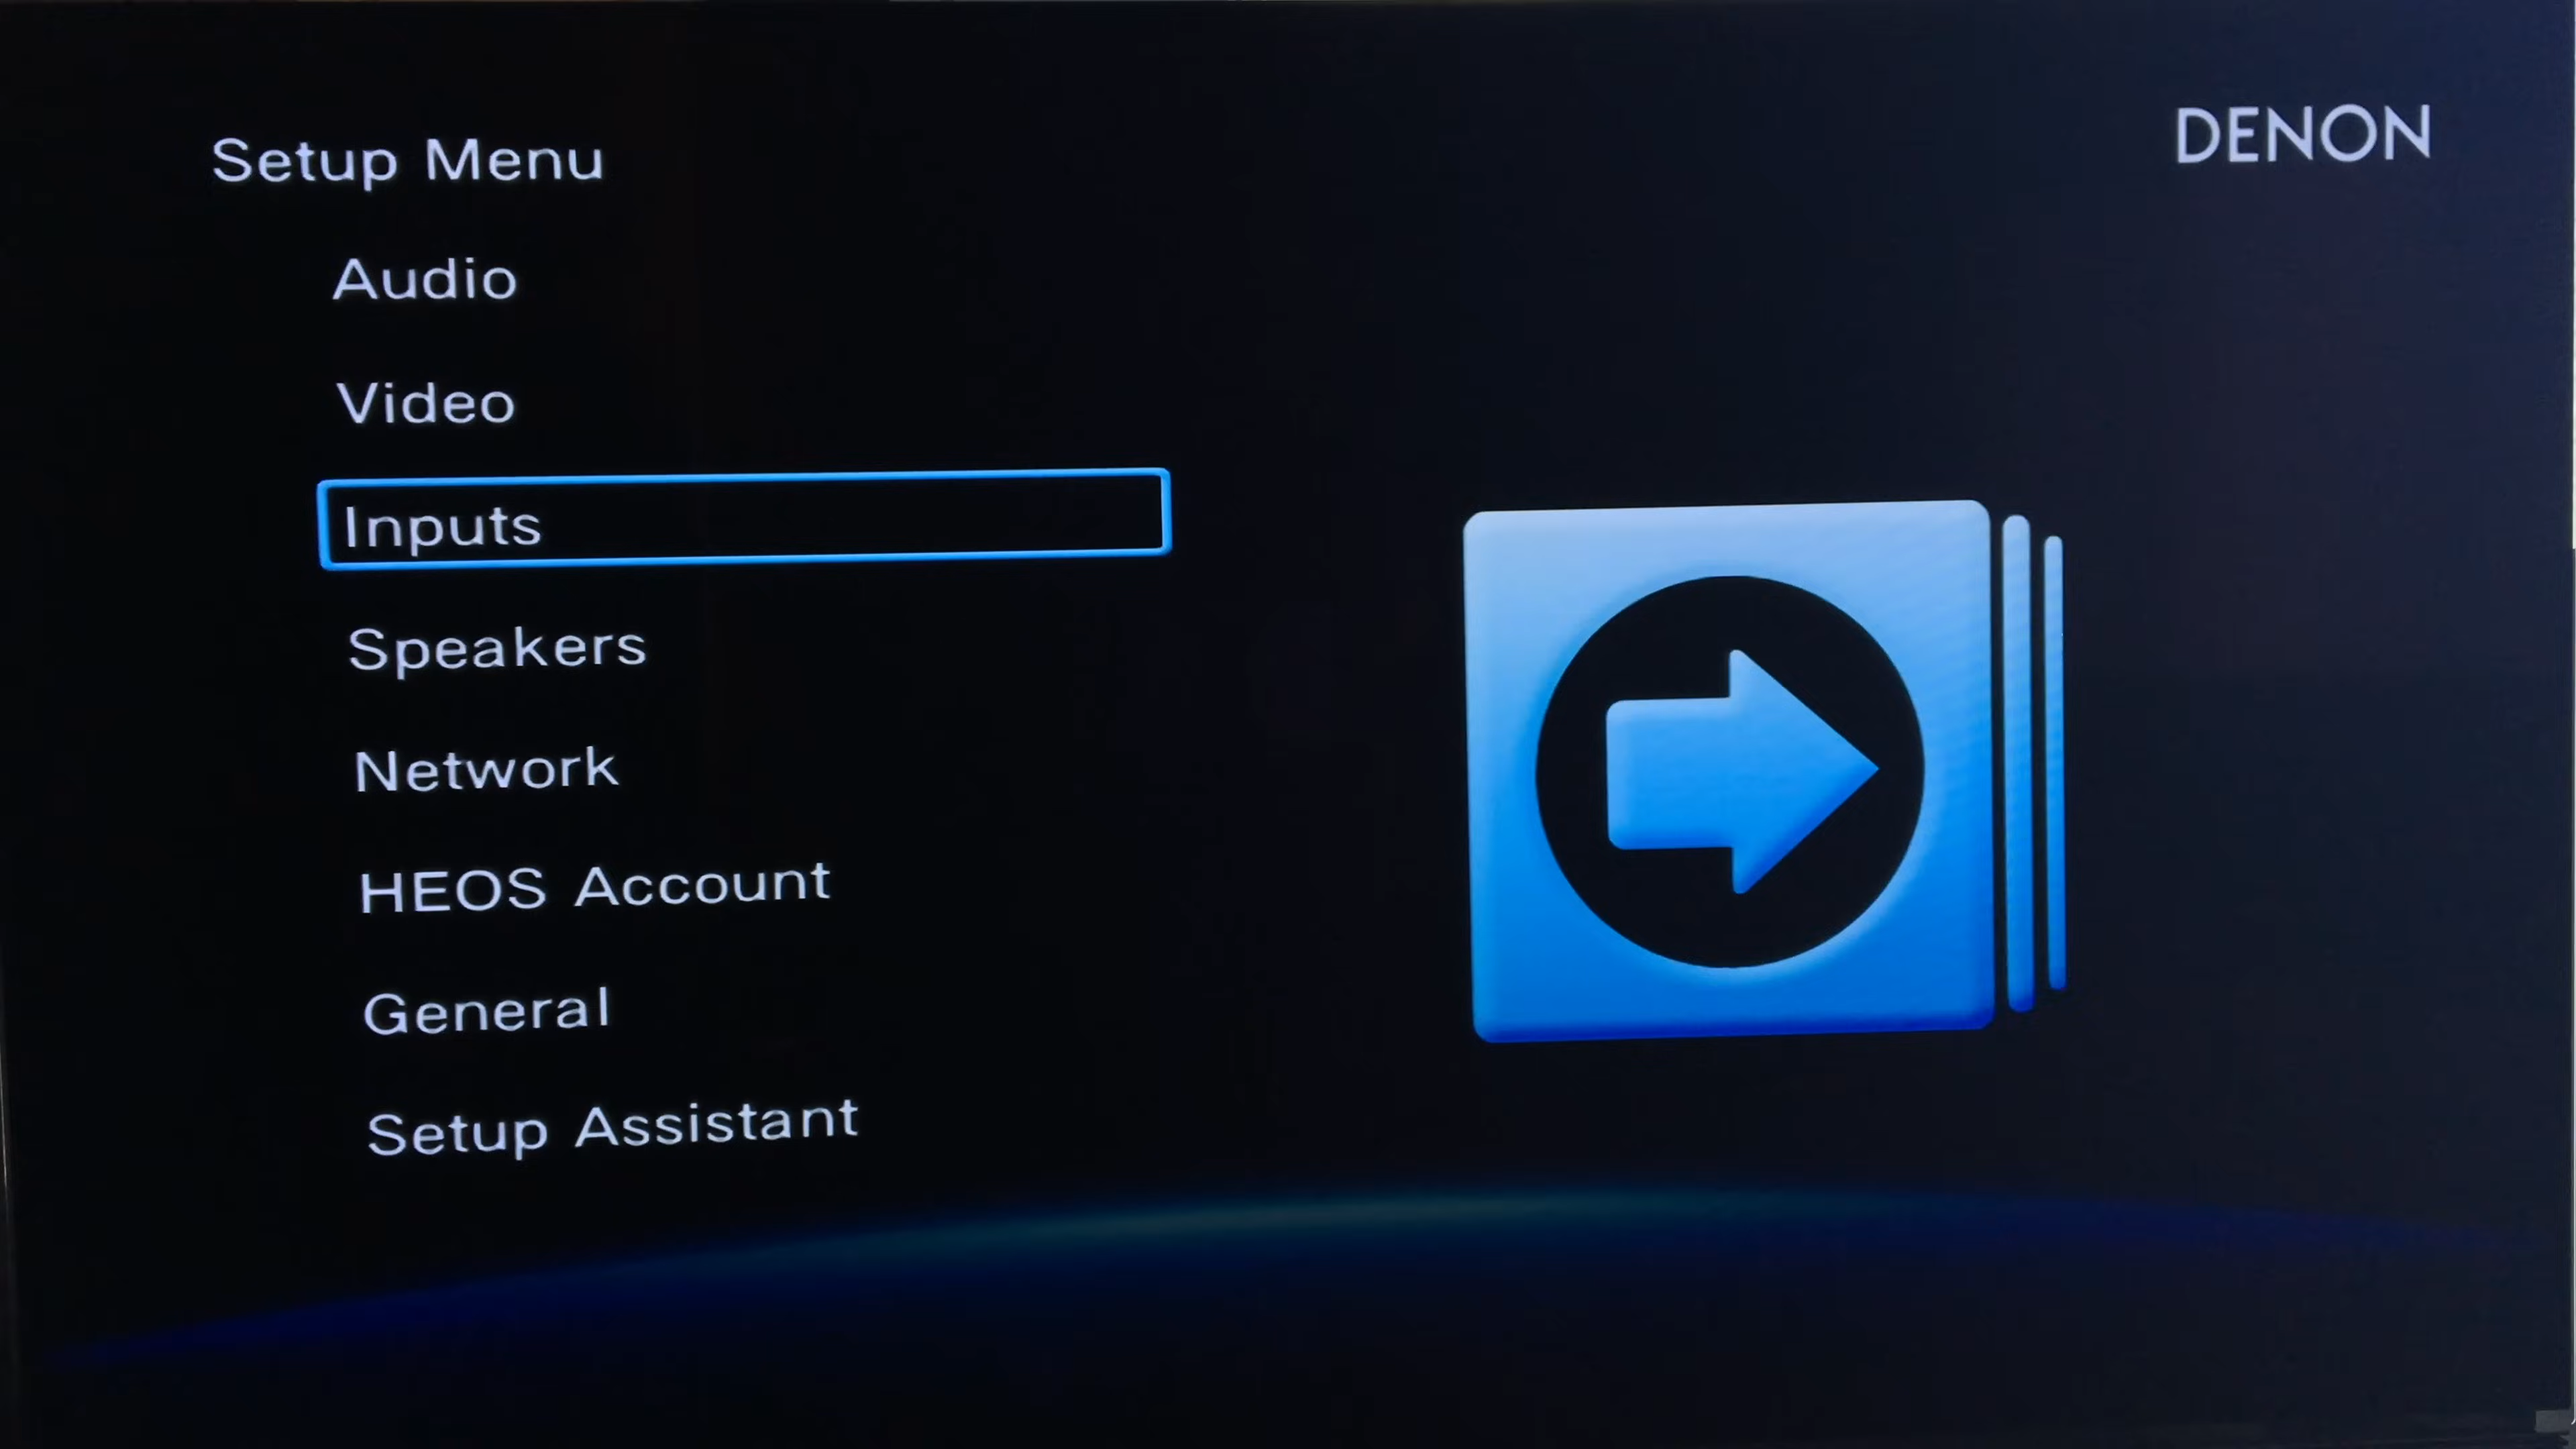 Setup Menu
DENON
Audio
Video
Inputs
Speakers
Network
HEOS Account
General
Setup Assistant